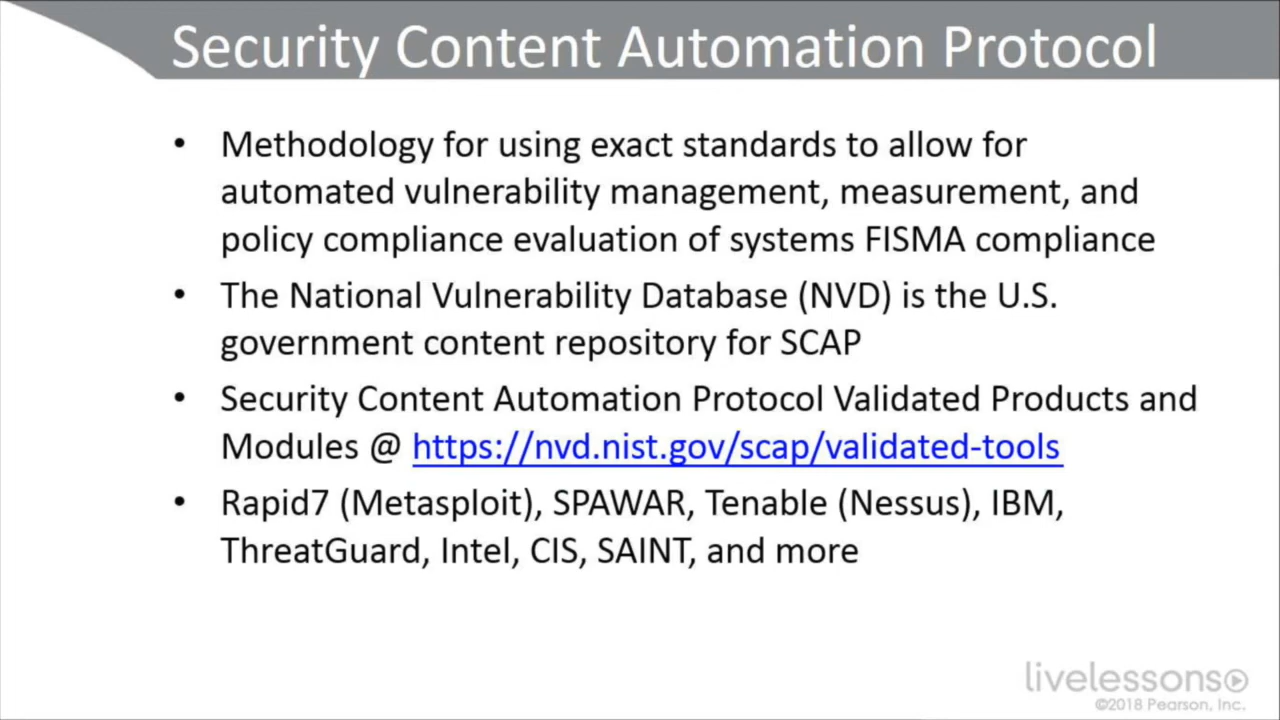 Security Content Automation Protocol
• Methodology for using exact standards to allow for
automated vulnerability management, measurement, and
policy compliance evaluation of systems FISMA compliance
• The National Vulnerability Database (NVD) is the U.S.
government content repository for SCAP
• Security Content Automation Protocol Validated Products and
Modules @ https://nvd.nist.gov/scap/validated-tools
• Rapid7 (Metasploit), SPAWAR, Tenable (Nessus), IBM,
ThreatGuard, Intel, CIS, SAINT, and more
livelessons
©2018 Pearson, Inc.